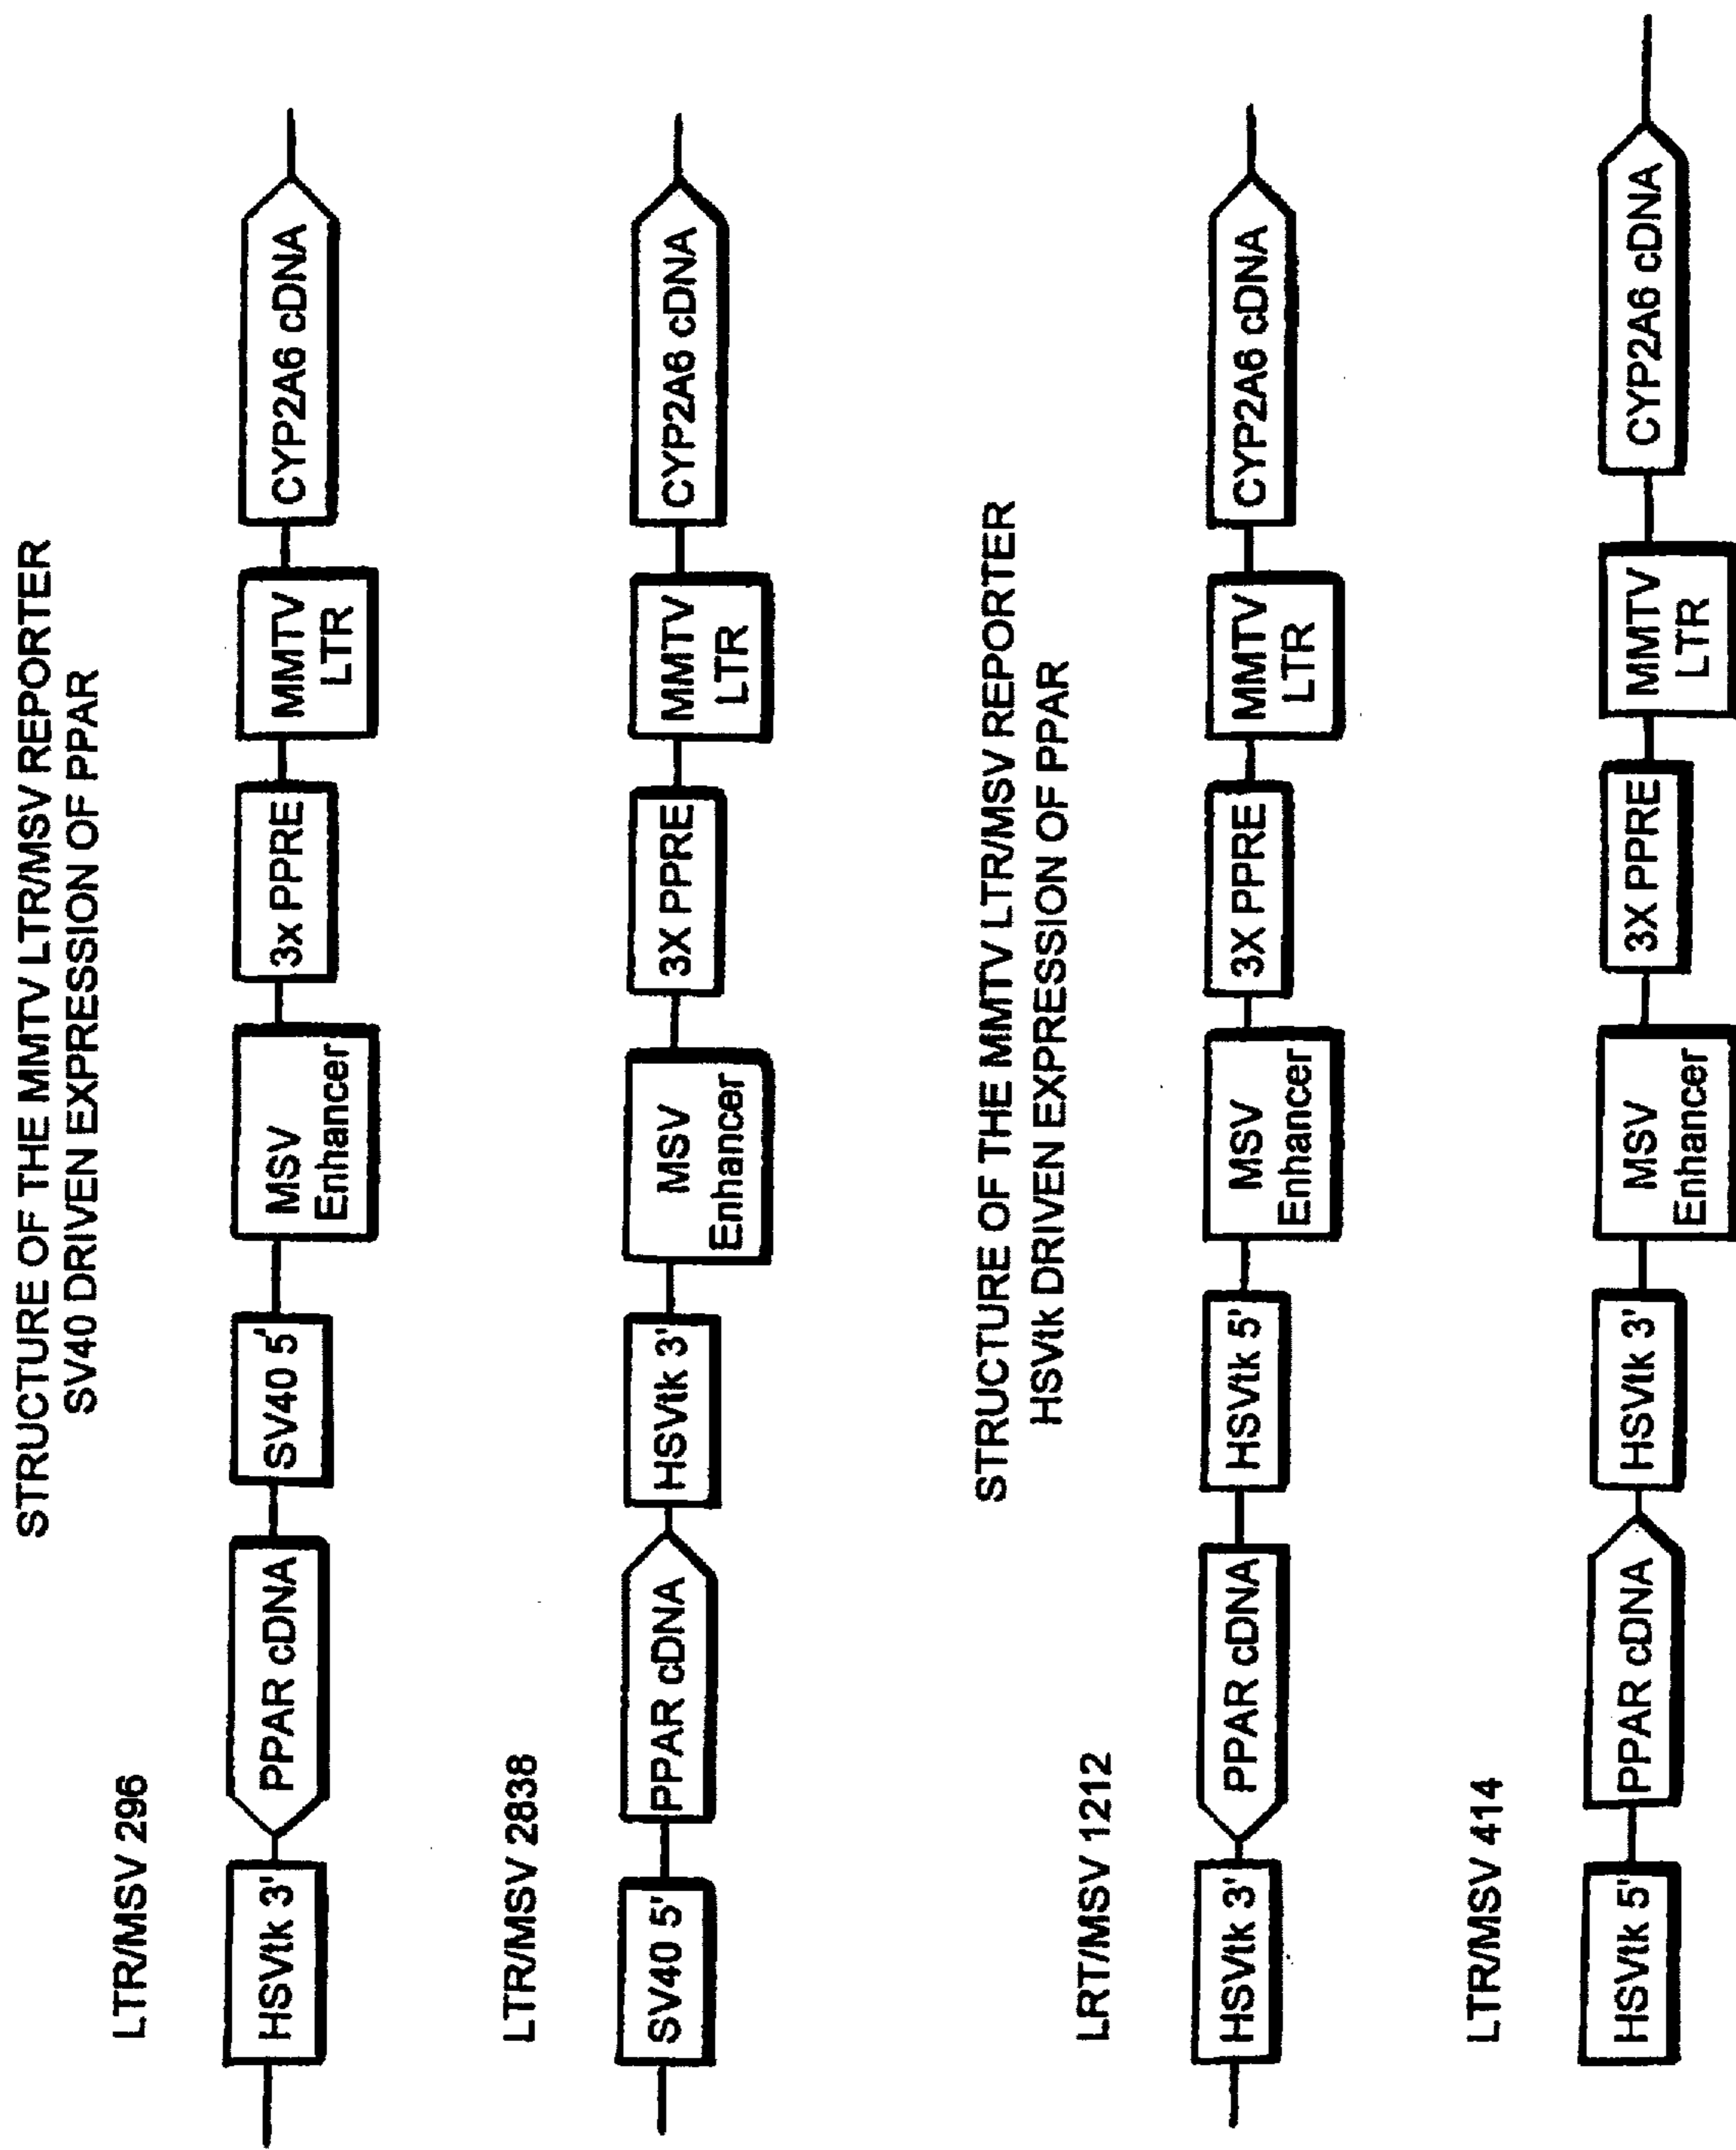 STRUCTURE OF THE MMTV LTR/MSV REPORTER
SV40 DRIVEN EXPRESSION OF PPAR
LTR/MSV 296
HSVtk 3'
PPAR cDNA
SV40 5'
MSV
Enhancer
3x PPRE
MMTV
LTR
CYP2A6 cDNA
LTR/MSV 2838
SV40 5'
PPAR cDNA
HSVtk 3'
MSV
Enhancer
3X PPRE
MMTV
LTR
CYP2A6 cDNA
STRUCTURE OF THE MMTV LTR/MSV REPORTER
HSVtk DRIVEN EXPRESSION OF PPAR
LRT/MSV 1212
HSVtk 3'
PPAR cDNA
HSVtk 5'
MSV
Enhancer
3X PPRE
MMTV
LTR
CYP2A6 cDNA
LTR/MSV 414
HSVtk 5'
PPAR cDNA
HSVtk 3'
MSV
Enhancer
3X PPRE
MMTV
LTR
CYP2A6 cDNA